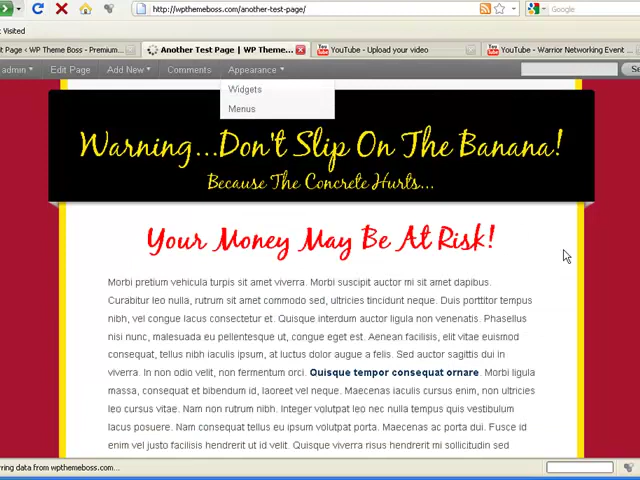 http://wpthemeboss.com/another-test-page/
Google
it Page ‹ WP Theme Boss - Premium...
Another Test Page | WP Theme...
YouTube - Upload your video
YouTube - Warrior Networking Event ...
admin
Edit Page
Add New
Comments
Appearance
Se
Widgets
Menus
Warning...Don't Slip On The Banana!
Because The Concrete Hurts...
Your Money May Be At Risk!
Morbi pretium vehicula turpis sit amet viverra. Morbi suscipit auctor mi sit amet dapibus.
Curabitur leo nulla, rutrum sit amet commodo sed, ultricies tincidunt neque. Duis porttitor tempus
nibh, vel congue lacus consectetur et. Quisque interdum auctor ligula non venenatis. Phasellus
nisi nunc, malesuada eu pellentesque ut, congue eget est. Aenean facilisis, elit vitae euismod
consequat, tellus nibh iaculis ipsum, at luctus dolor augue a felis. Sed auctor sagittis dui in
viverra. In non odio velit, non fermentum orci. Quisque tempor consequat ornare. Morbi ligula
massa, consequat et bibendum id, laoreet vel neque. Maecenas iaculis cursus enim, non ultricies
leo cursus vitae. Nam non rutrum nibh. Integer volutpat leo nec sapien tempus quis vestibulum
lacus posuere. Nam consequat tellus eu ipsum volutpat volutpat. Maecenas ac porta dui. Fusce id
enim vel justo facilisis hendrerit ut id velit. Quisque viverra risus hendrerit mi sollicitudin sed
rring data from wpthemeboss.com...